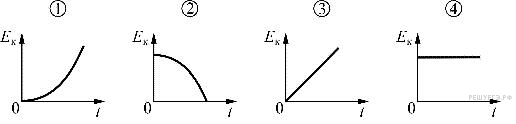 ① ② ③ ④
Eк Eк Eк Eк
0 t 0 t 0 t 0 t
РЕШУЕГЭ.РФ